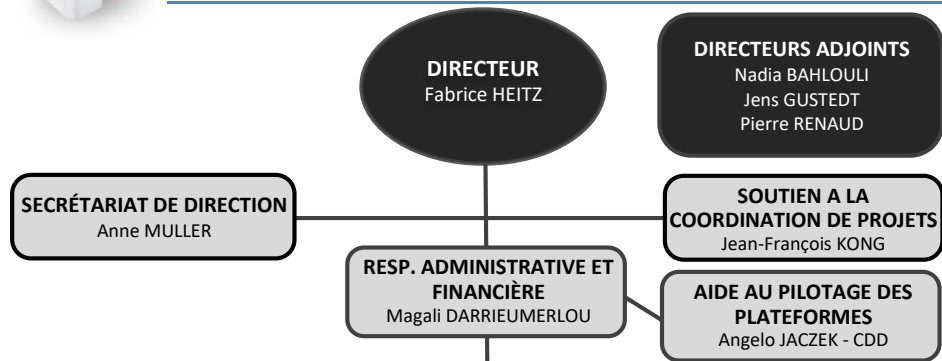 DIRECTEUR
Fabrice HEITZ
DIRECTEURS ADJOINTS
Nadia BAHLOULI
Jens GUSTEDT
Pierre RENAUD
SECRÉTARIAT DE DIRECTION
Anne MULLER
SOUTIEN A LA
COORDINATION DE PROJETS
Jean-François KONG
RESP. ADMINISTRATIVE ET
FINANCIÈRE
Magali DARRIEUMERLOU
AIDE AU PILOTAGE DES
PLATEFORMES
Angelo JACZEK - CDD